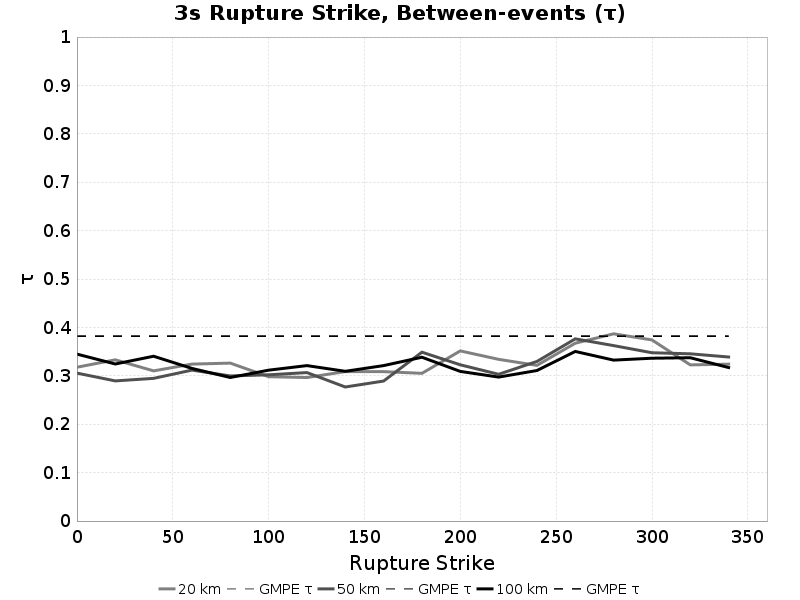 3s Rupture Strike, Between-events (τ)
1
0.9
0.8
0.7
0.6
0.5
0.4
0.3
0.2
0.1
0
τ
0 50 100 150 200 250 300 350
Rupture Strike
20 km GMPE τ 50 km GMPE τ 100 km GMPE τ